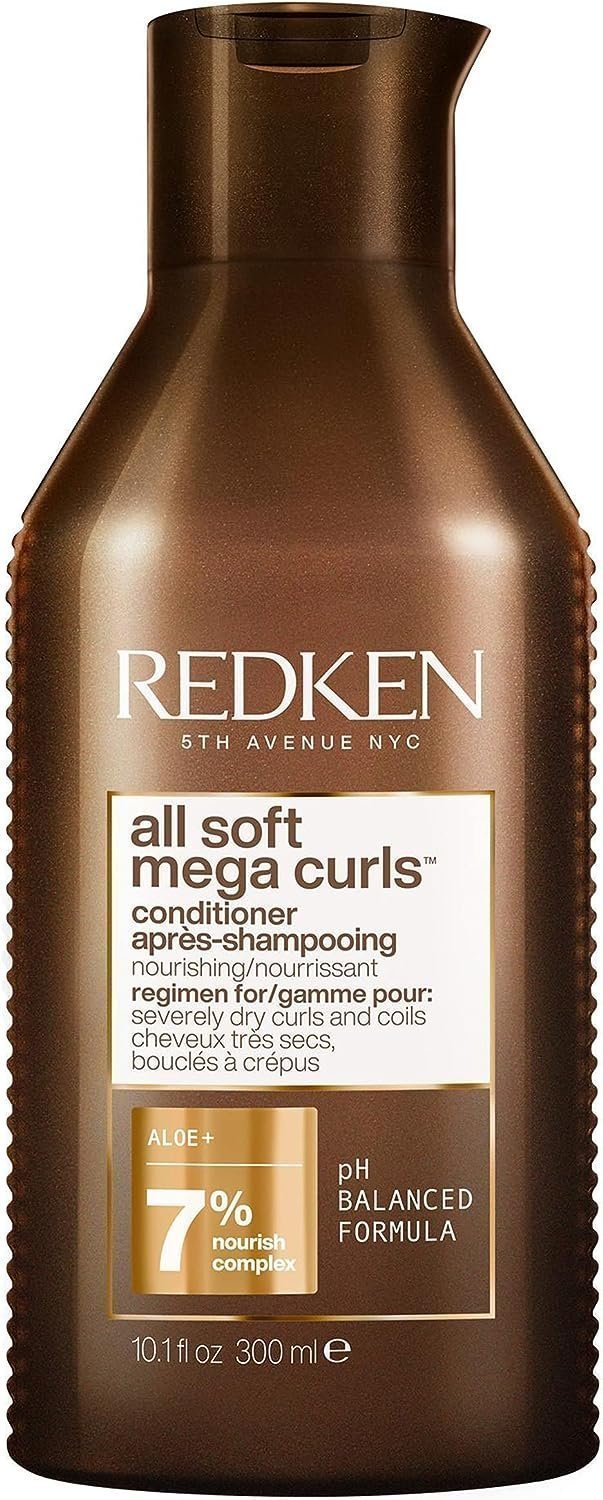 REDKEN
5TH AVENUE NYC
all soft
mega curls™
conditioner
après-shampooing
nourishing/nourrissant
regimen for/gamme pour:
severely dry curls and coils
cheveux très secs,
bouclés à crépus
ALOE+
7%
nourish
complex
pH
BALANCED
FORMULA
10.1 fl oz 300 ml ℮